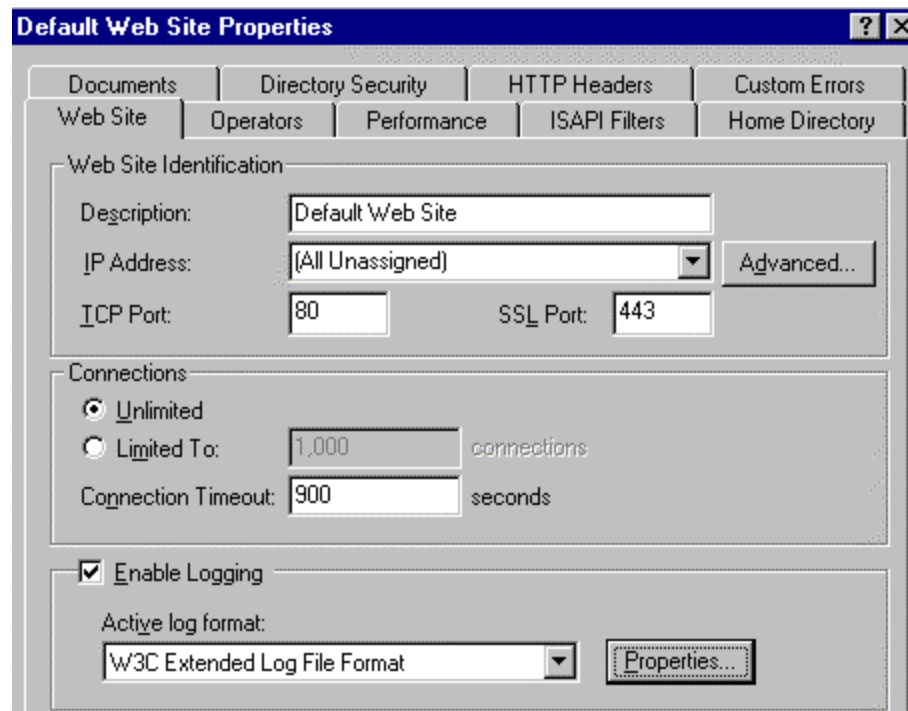 Default Web Site Properties
Documents Directory Security HTTP Headers Custom Errors
Web Site Operators Performance ISAPI Filters Home Directory
Web Site Identification
Description: Default Web Site
IP Address: (All Unassigned) Advanced...
TCP Port: 80 SSL Port: 443
Connections
Unlimited
Limited To: 1,000 connections
Connection Timeout: 900 seconds
Enable Logging
Active log format:
W3C Extended Log File Format Properties...